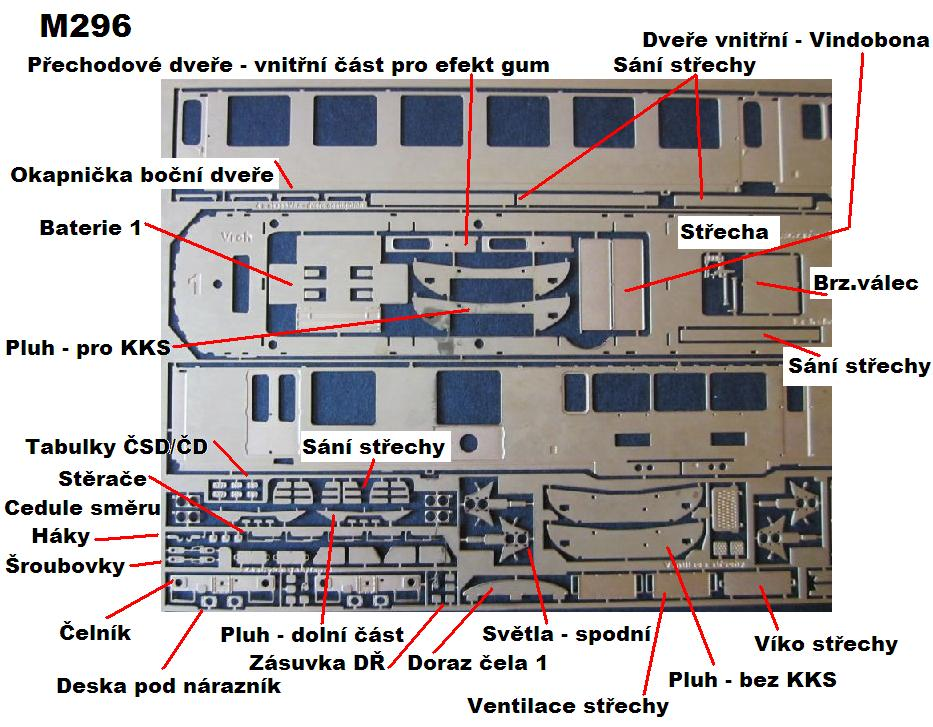 M296
Dveře vnitřní - Vindobona
Přechodové dveře - vnitřní část pro efekt gum
Sání střechy
Okapnička boční dveře
Baterie 1
Vrch
1
Střecha
Brz.válec
Pluh - pro KKS
Sání střechy
Tabulky ČSD/ČD
Sání střechy
Stěrače
Cedule směru
Háky
Šroubovky
Čelník
Pluh - dolní část
Světla - spodní
Víko střechy
Zásuvka DŘ
Doraz čela 1
Deska pod nárazník
Pluh - bez KKS
Ventilace střechy